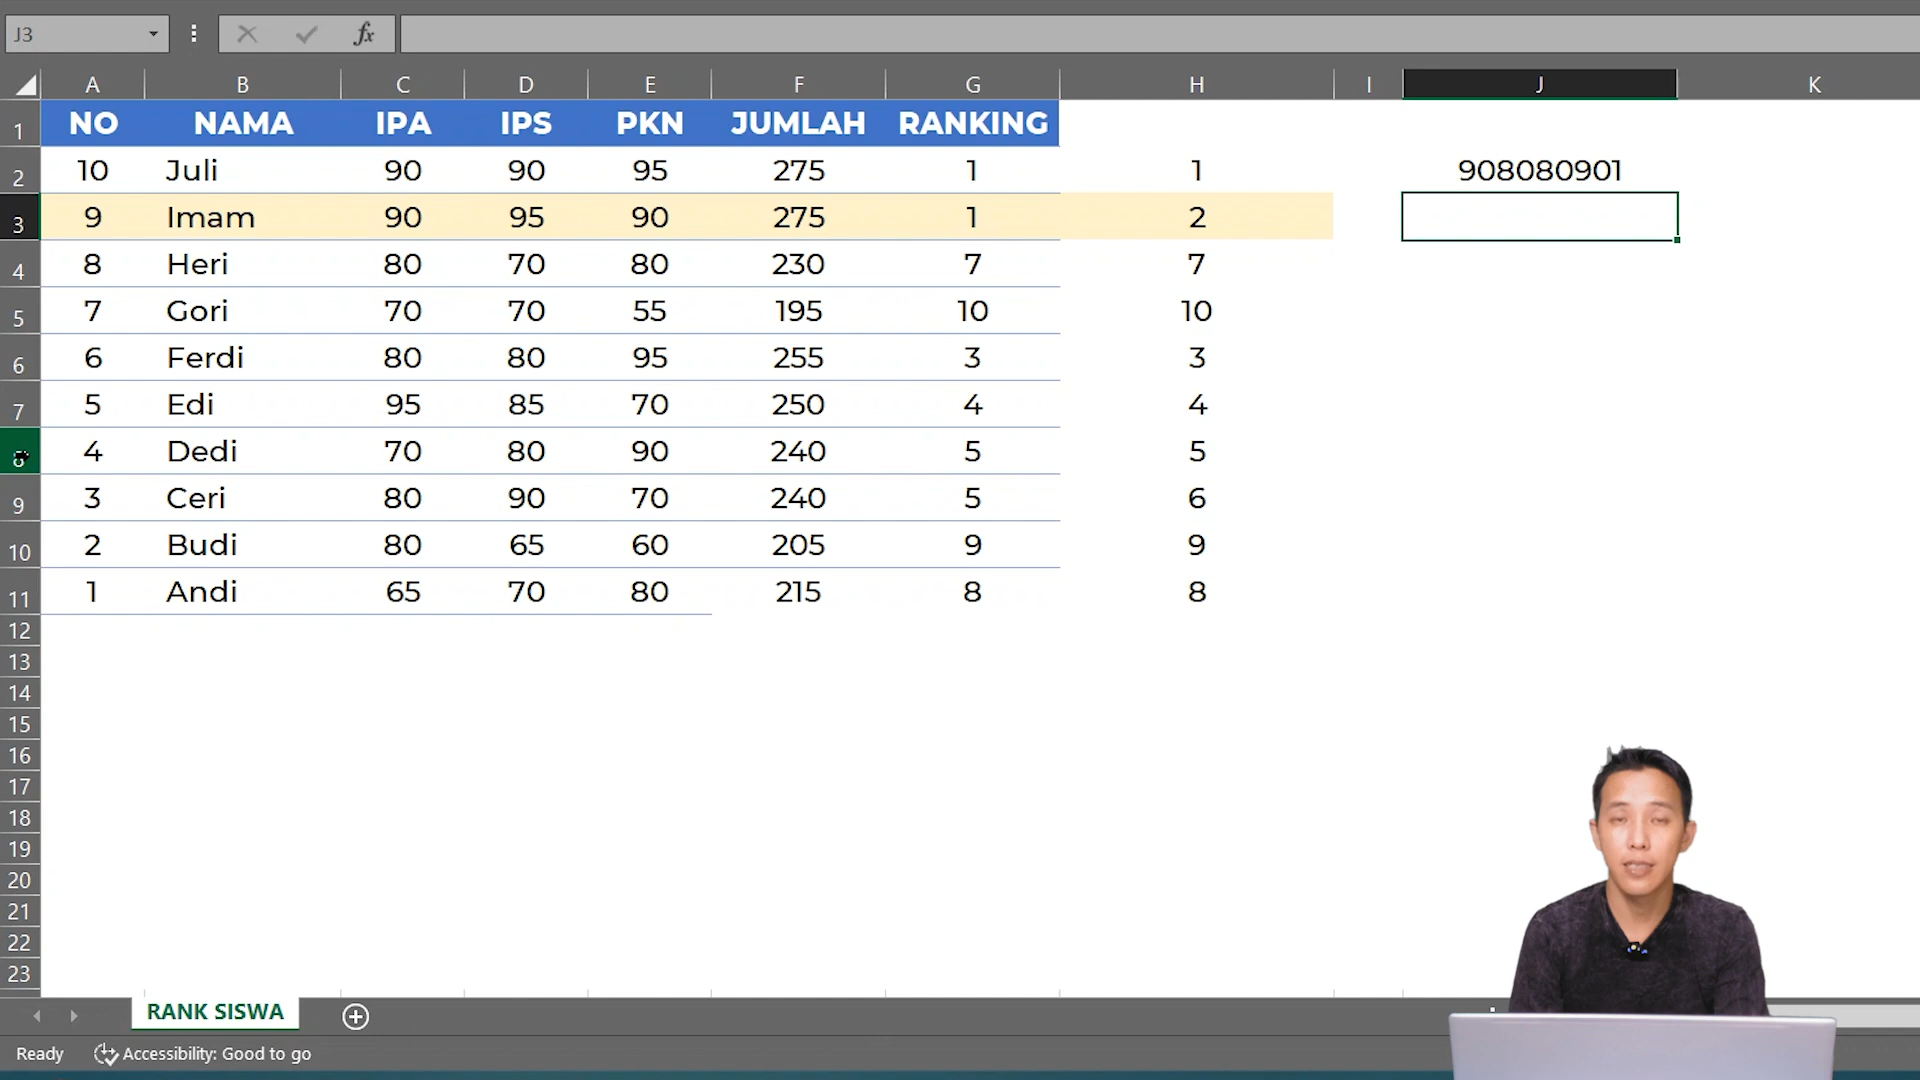 J3 fx
A B C D E F G H I J K
1 NO NAMA IPA IPS PKN JUMLAH RANKING
2 10 Juli 90 90 95 275 1 1 908080901
3 9 Imam 90 95 90 275 1 2
4 8 Heri 80 70 80 230 7 7
5 7 Gori 70 70 55 195 10 10
6 6 Ferdi 80 80 95 255 3 3
7 5 Edi 95 85 70 250 4 4
8 4 Dedi 70 80 90 240 5 5
9 3 Ceri 80 90 70 240 5 6
10 2 Budi 80 65 60 205 9 9
11 1 Andi 65 70 80 215 8 8
12
13
14
15
16
17
18
19
20
21
22
23
RANK SISWA
Ready Accessibility: Good to go